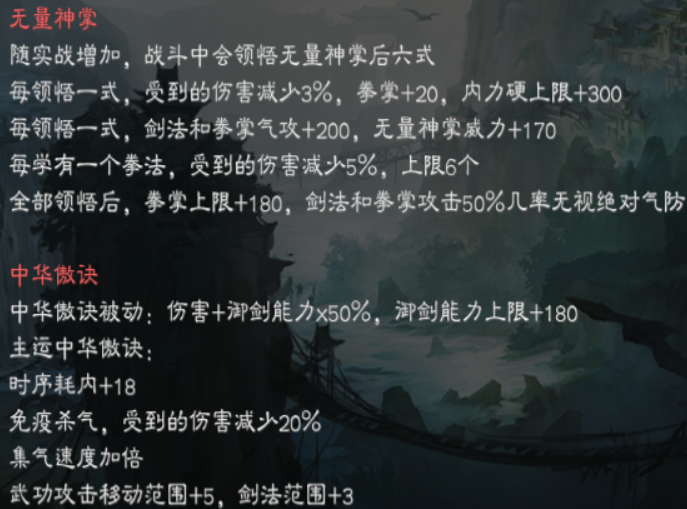 无量神掌
随实战增加，战斗中会领悟无量神掌后六式
每领悟一式，受到的伤害减少3%，拳掌+20，内力硬上限+300
每领悟一式，剑法和拳掌气攻+200，无量神掌威力+170
每学有一个拳法，受到的伤害减少5%，上限6个
全部领悟后，拳掌上限+180，剑法和拳掌攻击50%几率无视绝对气防
中华傲诀
中华傲诀被动：伤害+御剑能力x50%，御剑能力上限+180
主运中华傲诀：
时序耗内+18
免疫杀气，受到的伤害减少20%
集气速度加倍
武功攻击移动范围+5，剑法范围+3